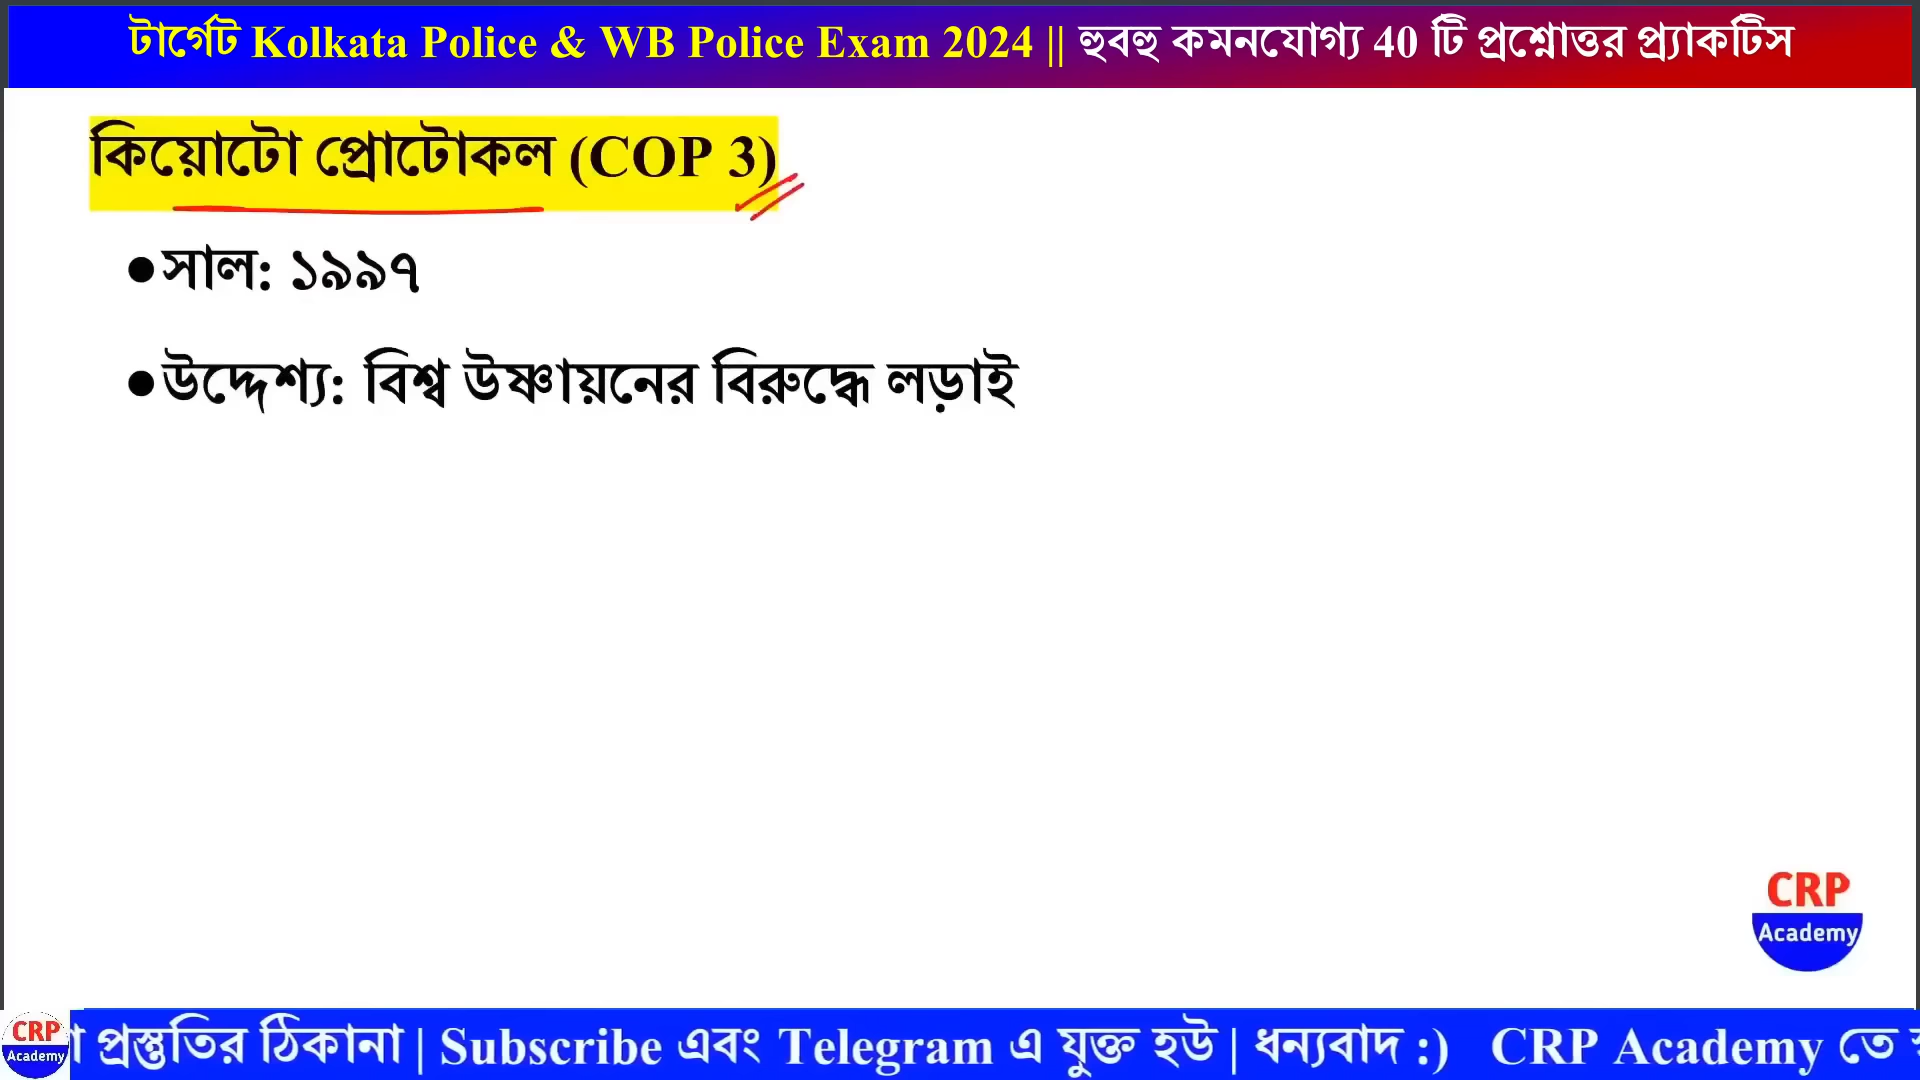 টার্গেট Kolkata Police & WB Police Exam 2024 || হুবহু কমনযোগ্য 40 টি প্রশ্নোত্তর প্র্যাকটিস
কিয়োটো প্রোটোকল (COP 3)
●সাল: ১৯৯৭
●উদ্দেশ্য: বিশ্ব উষ্ণায়নের বিরুদ্ধে লড়াই
CRP
Academy
CRP
Academy
প্রস্তুতির ঠিকানা | Subscribe এবং Telegram এ যুক্ত হউ | ধন্যবাদ :) CRP Academy তে